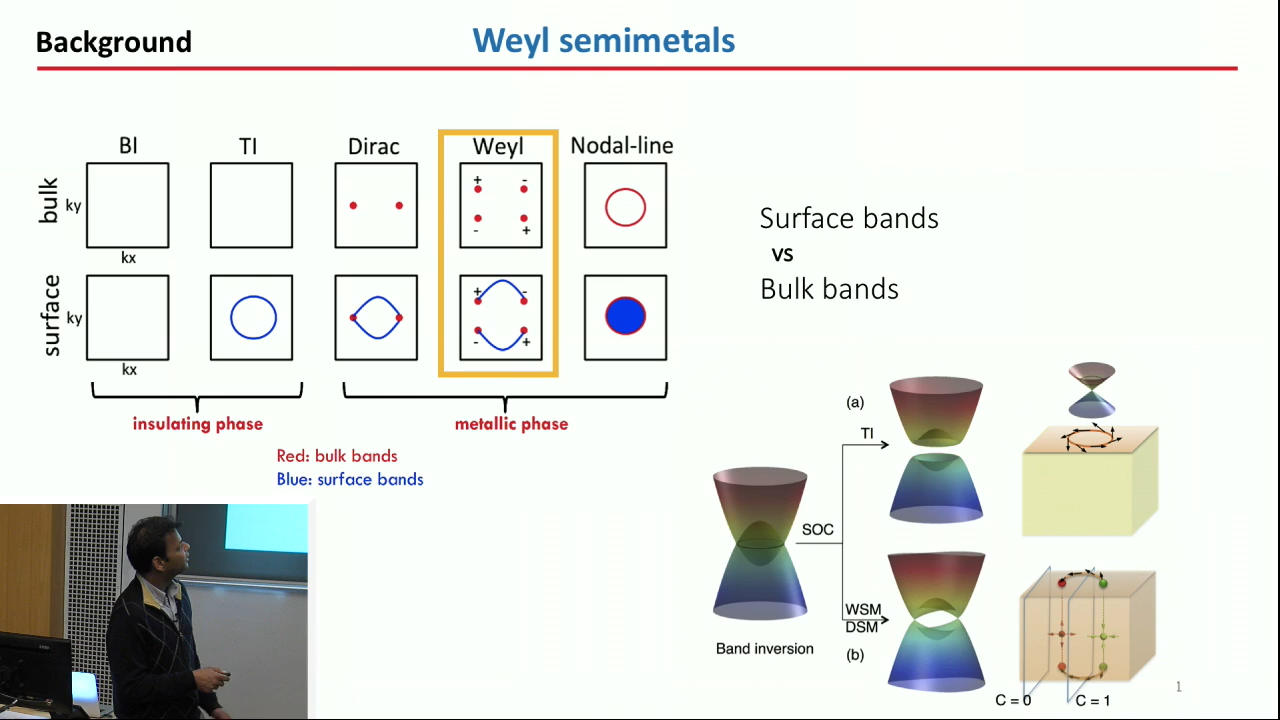 Background
Weyl semimetals
BI TI Dirac Weyl Nodal-line
bulk
ky
+ -
- +
kx
surface
ky
+ -
- +
kx
insulating phase
metallic phase
Red: bulk bands
Blue: surface bands
Surface bands
vs
Bulk bands
(a)
TI
SOC
WSM
DSM
(b)
Band inversion
C = 0
C = 1
1